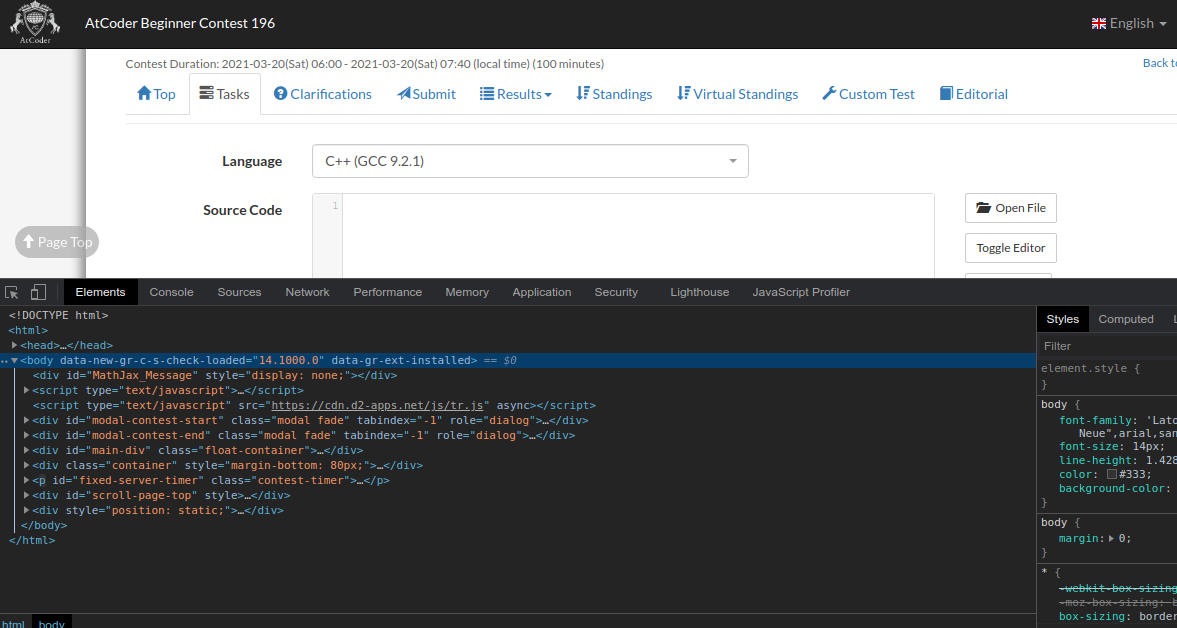 AtCoder
AtCoder Beginner Contest 196
English
Contest Duration: 2021-03-20(Sat) 06:00 - 2021-03-20(Sat) 07:40 (local time) (100 minutes)
Back
Top Tasks Clarifications Submit Results Standings Virtual Standings Custom Test Editorial
Language
C++ (GCC 9.2.1)
Source Code
1
Open File
Page Top
Toggle Editor
Elements Console Sources Network Performance Memory Application Security Lighthouse JavaScript Profiler
<!DOCTYPE html>
<html>
<head>…</head>
<body data-new-gr-c-s-check-loaded="14.1000.0" data-gr-ext-installed> == $0
<div id="MathJax_Message" style="display: none;"></div>
<script type="text/javascript">…</script>
<script type="text/javascript" src="https://cdn.d2-apps.net/js/tr.js" async></script>
<div id="modal-contest-start" class="modal fade" tabindex="-1" role="dialog">…</div>
<div id="modal-contest-end" class="modal fade" tabindex="-1" role="dialog">…</div>
<div id="main-div" class="float-container">…</div>
<div class="container" style="margin-bottom: 80px;">…</div>
<p id="fixed-server-timer" class="contest-timer">…</p>
<div id="scroll-page-top" style>…</div>
<div style="position: static;">…</div>
</body>
</html>
html body
Styles Computed
Filter
element.style {
}
body {
font-family: 'Lato
Neue",arial,san
font-size: 14px;
line-height: 1.428
color: #333;
background-color:
}
body {
margin: 0;
}
* {
-webkit-box-sizing
-moz-box-sizing:
box-sizing: border